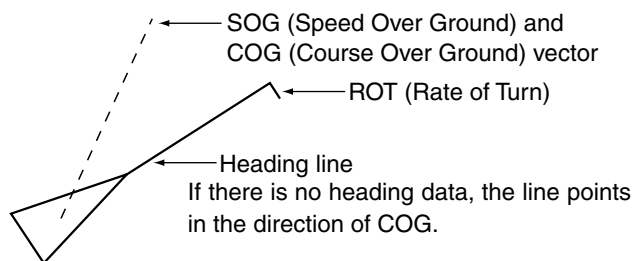 SOG (Speed Over Ground) and
COG (Course Over Ground) vector
ROT (Rate of Turn)
Heading line
If there is no heading data, the line points
in the direction of COG.